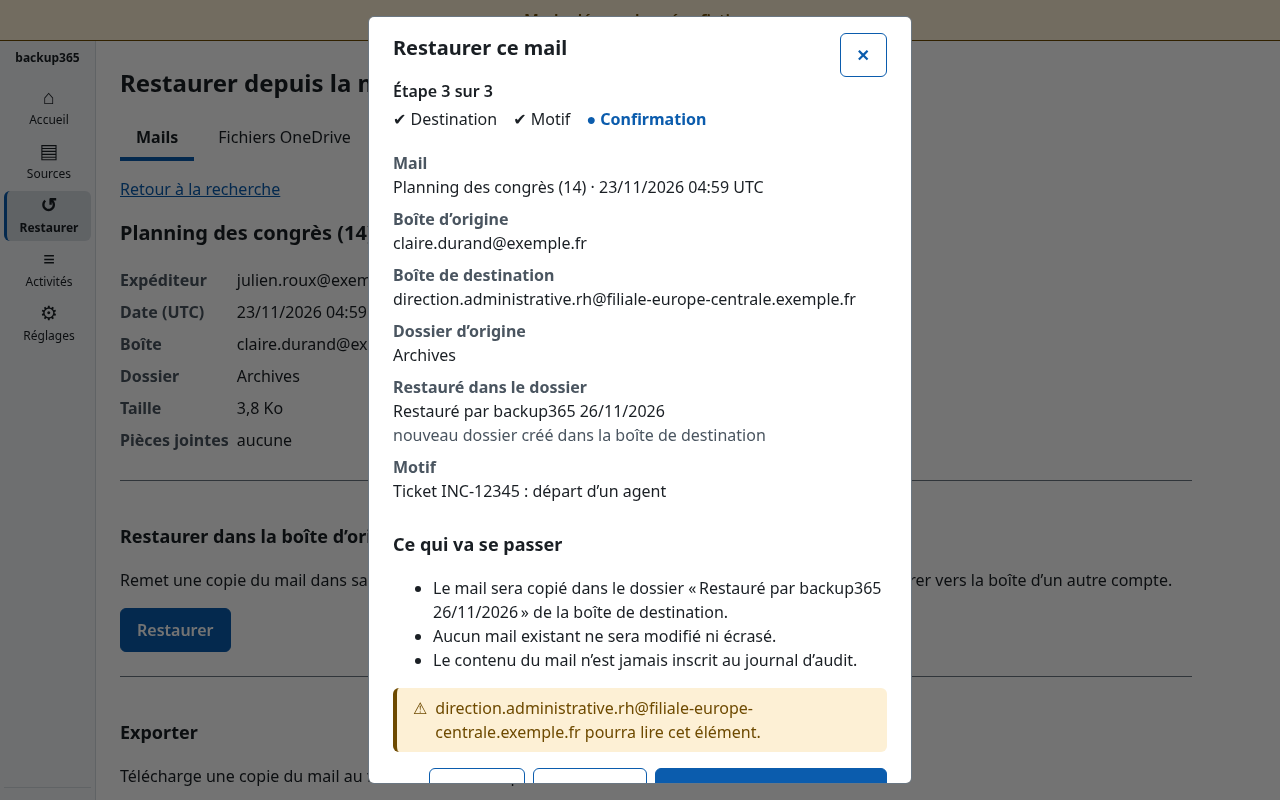 backup365
Accueil
Sources
Restaurer
Activités
Réglages
Restaurer depuis la
Mails
Fichiers OneDrive
Retour à la recherche
Planning des congrès (14
Expéditeur julien.roux@exem
Date (UTC) 23/11/2026 04:59
Boîte claire.durand@ex
Dossier Archives
Taille 3,8 Ko
Pièces jointes aucune
Restaurer dans la boîte d’ori
Remet une copie du mail dans sa
rer vers la boîte d’un autre compte.
Restaurer
Exporter
Télécharge une copie du mail au
Restaurer ce mail
×
Étape 3 sur 3
✔ Destination ✔ Motif ● Confirmation
Mail
Planning des congrès (14) · 23/11/2026 04:59 UTC
Boîte d’origine
claire.durand@exemple.fr
Boîte de destination
direction.administrative.rh@filiale-europe-centrale.exemple.fr
Dossier d’origine
Archives
Restauré dans le dossier
Restauré par backup365 26/11/2026
nouveau dossier créé dans la boîte de destination
Motif
Ticket INC-12345 : départ d’un agent
Ce qui va se passer
• Le mail sera copié dans le dossier « Restauré par backup365
26/11/2026 » de la boîte de destination.
• Aucun mail existant ne sera modifié ni écrasé.
• Le contenu du mail n’est jamais inscrit au journal d’audit.
⚠ direction.administrative.rh@filiale-europe-
centrale.exemple.fr pourra lire cet élément.